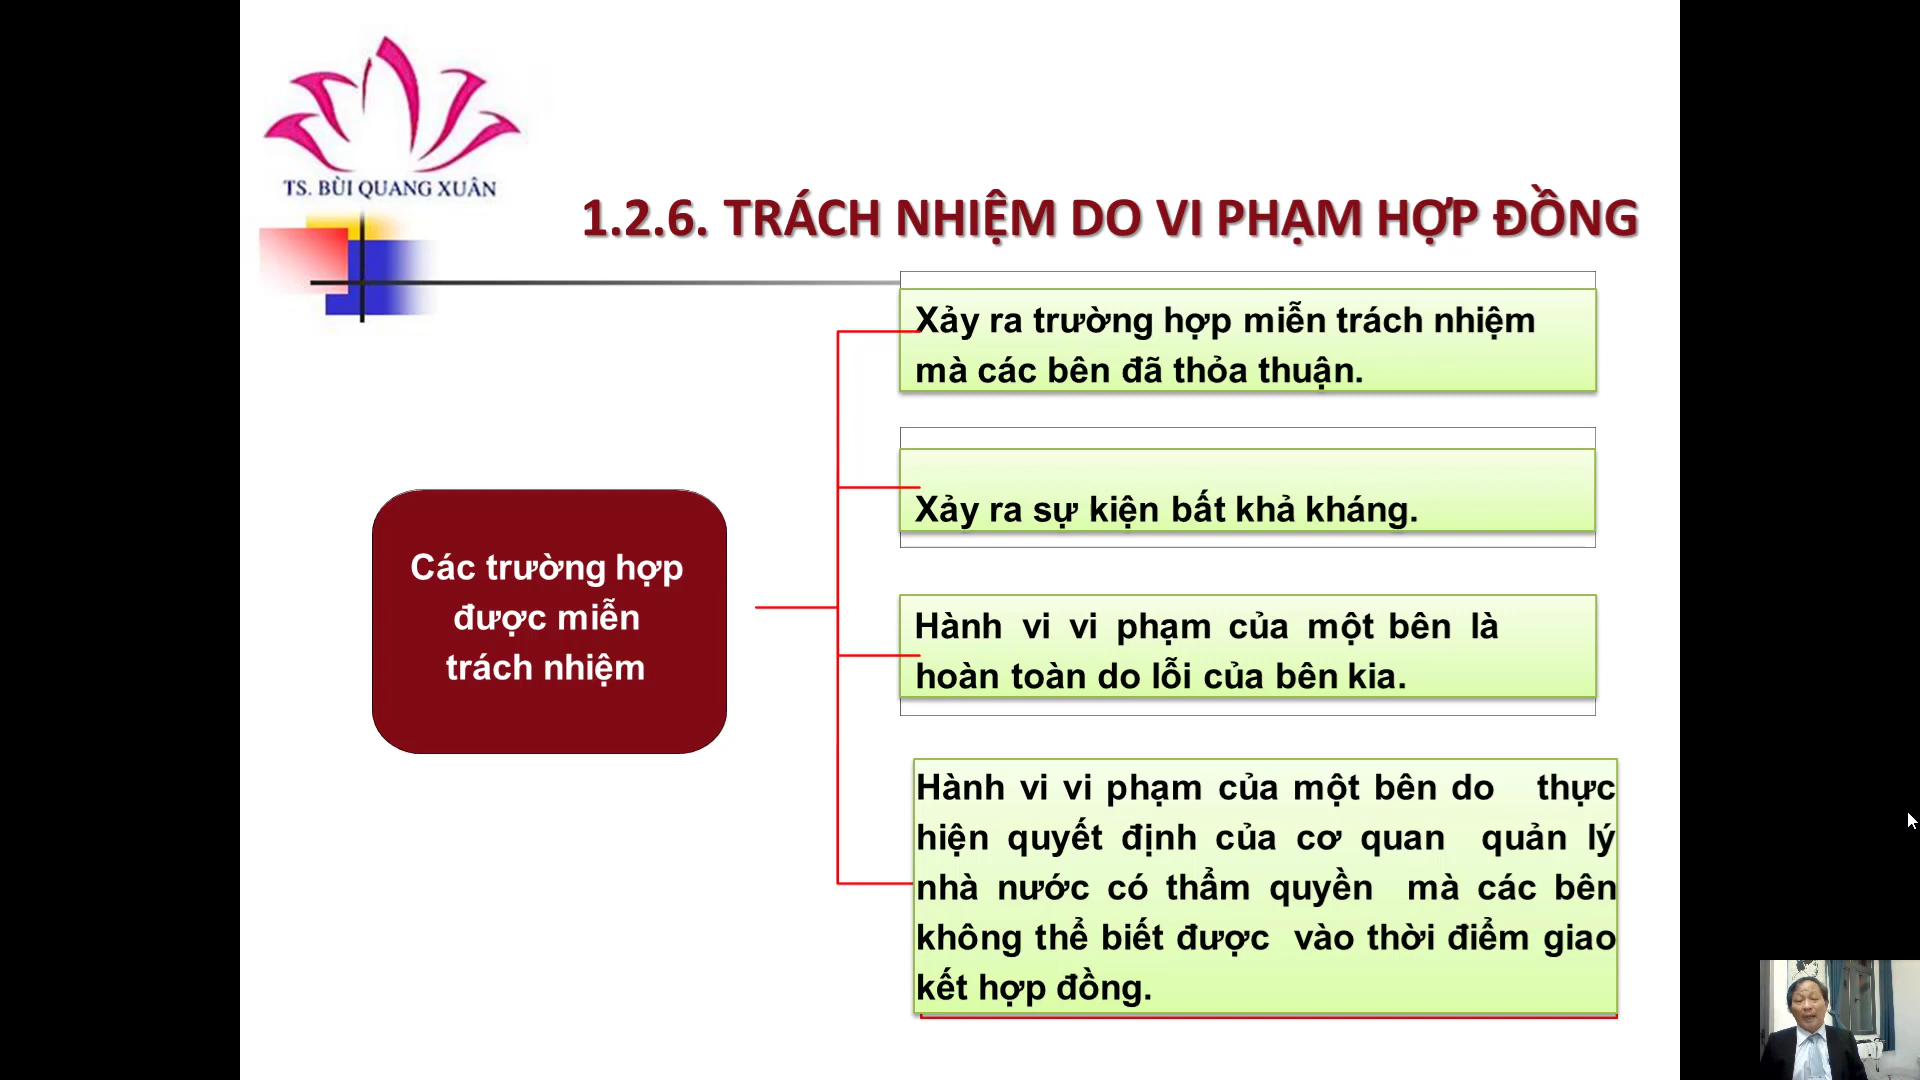 TS. BÙI QUANG XUÂN
1.2.6. TRÁCH NHIỆM DO VI PHẠM HỢP ĐỒNG
Các trường hợp
được miễn
trách nhiệm
Xảy ra trường hợp miễn trách nhiệm
mà các bên đã thỏa thuận.
Xảy ra sự kiện bất khả kháng.
Hành vi vi phạm của một bên là
hoàn toàn do lỗi của bên kia.
Hành vi vi phạm của một bên do thực
hiện quyết định của cơ quan quản lý
nhà nước có thẩm quyền mà các bên
không thể biết được vào thời điểm giao
kết hợp đồng.